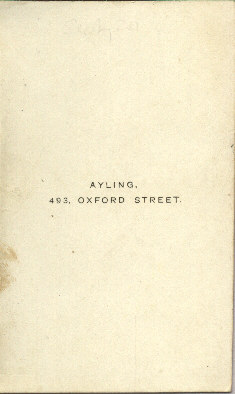 AYLING,
493, OXFORD STREET.